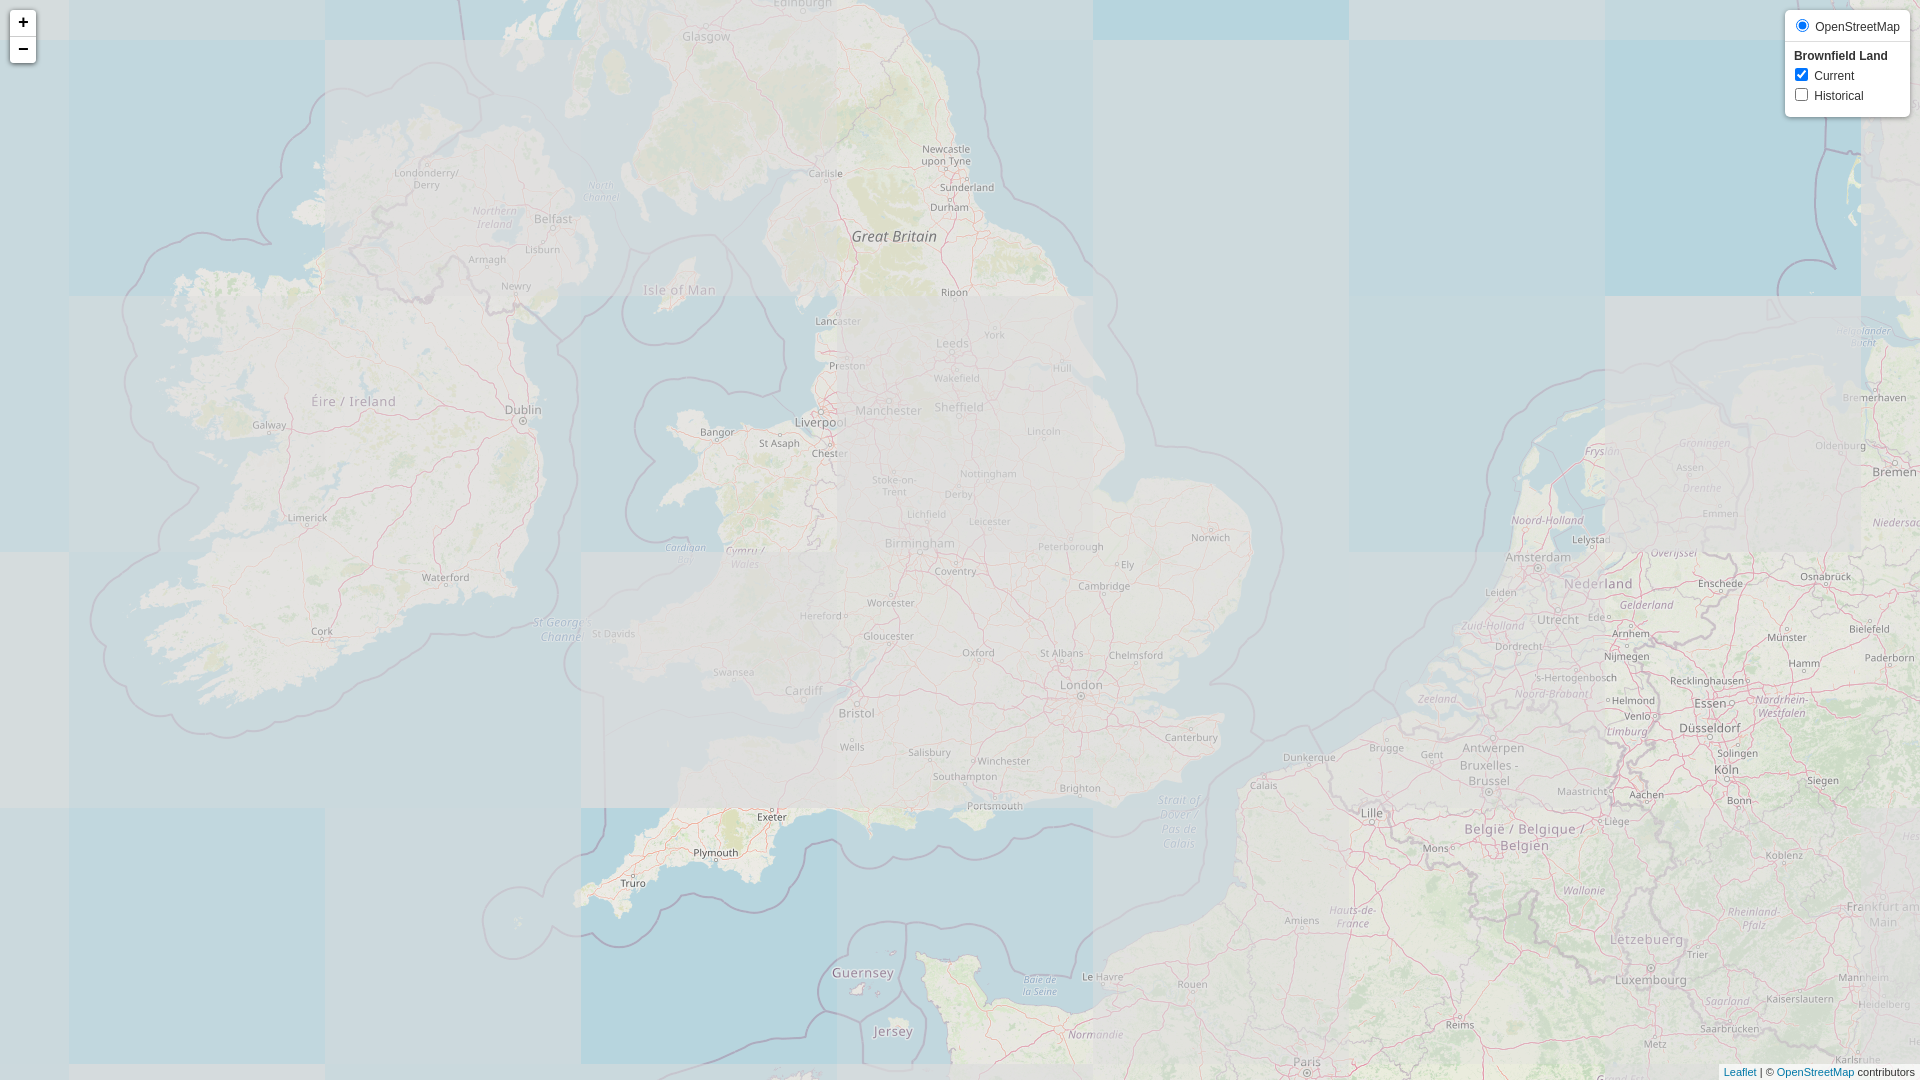 +
−
OpenStreetMap
Brownfield Land
Current
Historical
Edinburgh
Glasgow
Newcastle
upon Tyne
Londonderry/
Derry
Carlisle
North
Channel
Sunderland
Durham
Northern
Ireland
Belfast
Great Britain
Lisburn
Armagh
Newry
Isle of Man
Ripon
Lancaster
York
Leeds
Preston
Hull
Wakefield
Éire / Ireland
Manchester
Sheffield
Dublin
Liverpool
Galway
Bangor
St Asaph
Lincoln
Chester
Helgoländer
Bucht
Bremerhaven
Groningen
Oldenburg
Fryslân
Assen
Bremen
Drenthe
Emmen
Nottingham
Stoke-on-
Trent
Derby
Lichfield
Leicester
Limerick
Noord-Holland
Norwich
Birmingham
Peterborough
Lelystad
Cardigan
Bay
Cymru /
Wales
Overijssel
Amsterdam
Ely
Coventry
Waterford
Cambridge
Nederland
Enschede
Osnabrück
Leiden
Worcester
Gelderland
Hereford
Utrecht
Ede
St George's
Channel
Cork
St Davids
Gloucester
Zuid-Holland
Arnhem
Münster
Bielefeld
Oxford
St Albans
Chelmsford
Dordrecht
Nijmegen
Hamm
Paderborn
Swansea
London
's-Hertogenbosch
Recklinghausen
Cardiff
Zeeland
Noord-Brabant
Helmond
Essen
Nordrhein-
Westfalen
Bristol
Venlo
Limburg
Düsseldorf
Wells
Canterbury
Brugge
Antwerpen
Salisbury
Winchester
Dunkerque
Gent
Solingen
Bruxelles -
Brussel
Köln
Southampton
Brighton
Calais
Maastricht
Aachen
Siegen
Bonn
Strait of
Dover /
Pas de
Calais
Portsmouth
Exeter
Lille
Liège
België / Belgique /
Belgien
Mons
Koblenz
Plymouth
Truro
Wallonie
Hauts-de-
France
Amiens
Rheinland-
Pfalz
Frankfurt am
Main
Lëtzebuerg
Trier
Guernsey
Baie de
la Seine
Le Havre
Rouen
Luxembourg
Mannheim
Saarland
Kaiserslautern
Heidelberg
Jersey
Normandie
Reims
Saarbrücken
Metz
Paris
Karlsruhe
Leaflet | © OpenStreetMap contributors